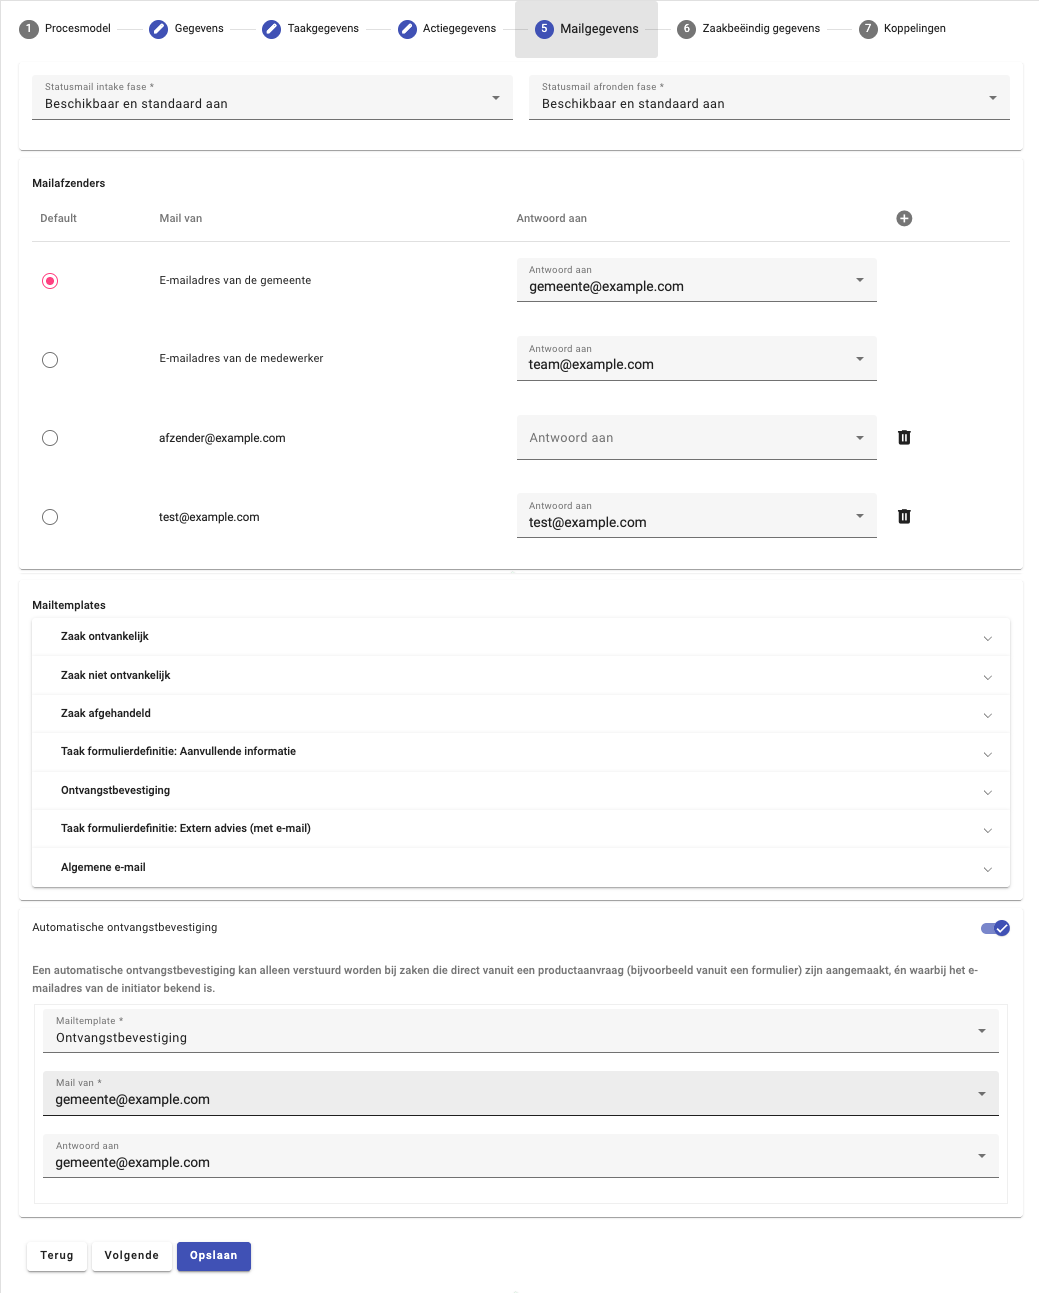 1 Procesmodel Gegevens Taakgegevens Actiegegevens 5 Mailgegevens 6 Zaakbeëindig gegevens 7 Koppelingen
Statusmail intake fase * Statusmail afronden fase *
Beschikbaar en standaard aan Beschikbaar en standaard aan
Mailafzenders
Default Mail van Antwoord aan
Antwoord aan
E-mailadres van de gemeente gemeente@example.com
Antwoord aan
E-mailadres van de medewerker team@example.com
afzender@example.com Antwoord aan
Antwoord aan
test@example.com test@example.com
Mailtemplates
Zaak ontvankelijk
Zaak niet ontvankelijk
Zaak afgehandeld
Taak formulierdefinitie: Aanvullende informatie
Ontvangstbevestiging
Taak formulierdefinitie: Extern advies (met e-mail)
Algemene e-mail
Automatische ontvangstbevestiging
Een automatische ontvangstbevestiging kan alleen verstuurd worden bij zaken die direct vanuit een productaanvraag (bijvoorbeeld vanuit een formulier) zijn aangemaakt, én waarbij het e-
mailadres van de initiator bekend is.
Mailtemplate *
Ontvangstbevestiging
Mail van *
gemeente@example.com
Antwoord aan
gemeente@example.com
Terug Volgende Opslaan